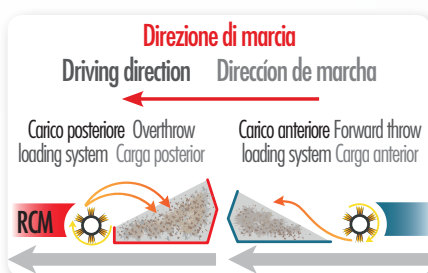 Direzione di marcia
Driving direction Direccíon de marcha
Carico posteriore Overthrow
loading system Carga posterior
Carico anteriore Forward throw
loading system Carga anterior
RCM